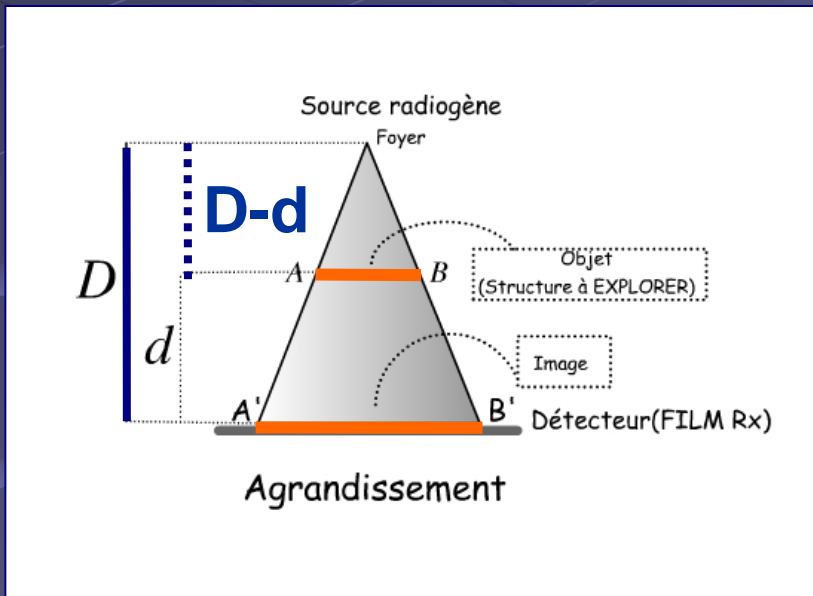 Source radiogène
Foyer
D-d
A
B
Objet
(Structure à EXPLORER)
D
d
Image
A'
B'
Détecteur(FILM Rx)
Agrandissement